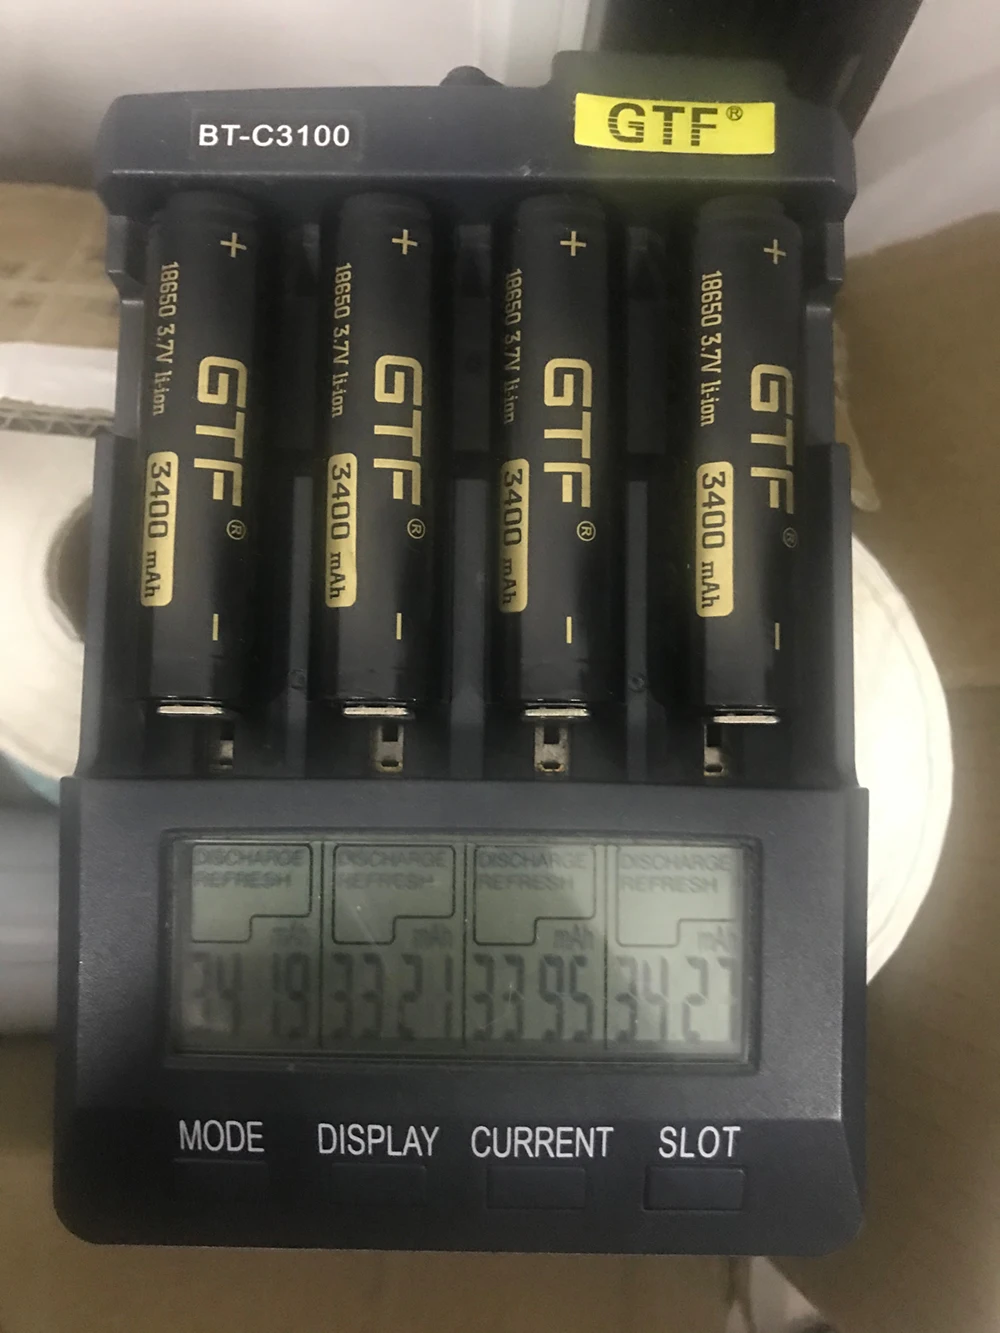 BT-C3100
GTF®
+ + + +
18650 3.7V li-ion
GTF®
3400 mAh
−
18650 3.7V li-ion
GTF®
3400 mAh
−
18650 3.7V li-ion
GTF®
3400 mAh
−
18650 3.7V li-ion
GTF®
3400 mAh
−
DISCHARGE DISCHARGE DISCHARGE DISCHARGE
REFRESH REFRESH REFRESH REFRESH
mAh mAh mAh mAh
3419 3321 3395 3427
MODE DISPLAY CURRENT SLOT